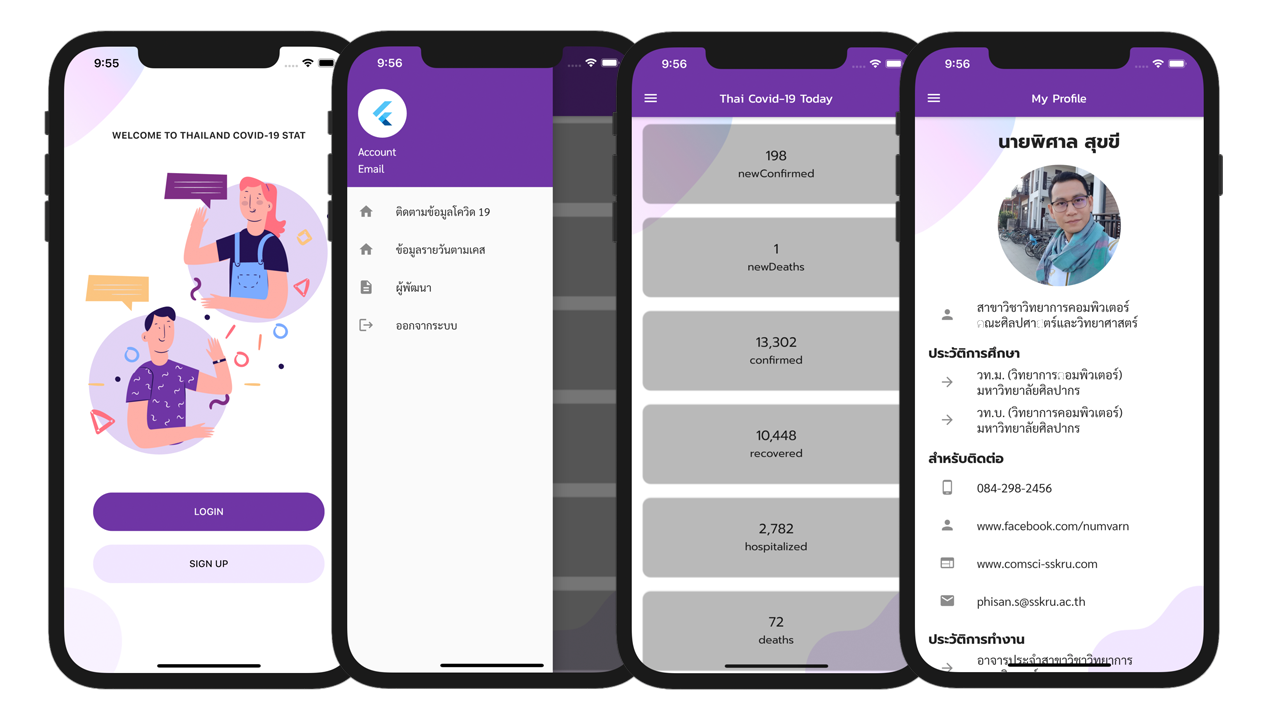 9:55
WELCOME TO THAILAND COVID-19 STAT
LOGIN
SIGN UP
9:56
Account
Email
ติดตามข้อมูลโควิด 19
ข้อมูลรายวันตามเคส
ผู้พัฒนา
ออกจากระบบ
9:56
Thai Covid-19 Today
198
newConfirmed
1
newDeaths
13,302
confirmed
10,448
recovered
2,782
hospitalized
72
deaths
9:56
My Profile
นายพิศาล สุขขี
สาขาวิชาวิทยาการคอมพิวเตอร์
ณะศิลปศา ตร์และวิทยาศาสตร์
ประวัติการศึกษา
วท.ม. (วิทยาการ อมพิวเตอร์)
มหาวิทยาลัยศิลปากร
วท.บ. (วิทยาการคอมพิวเตอร์)
มหาวิทยาลัยศิลปากร
สำหรับติดต่อ
084-298-2456
www.facebook.com/numvarn
www.comsci-sskru.com
phisan.s@sskru.ac.th
ประวัติการทำงาน
อาจารประจำสาขาวิชาวิทยาการ